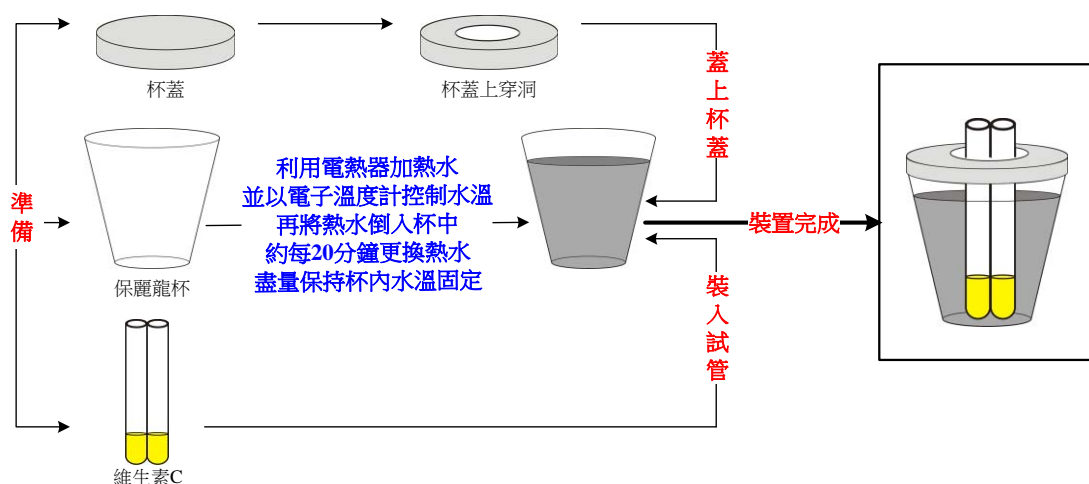 準備
杯蓋
杯蓋上穿洞
蓋上杯蓋
保麗龍杯
利用電熱器加熱水
並以電子溫度計控制水溫
再將熱水倒入杯中
約每20分鐘更換熱水
盡量保持杯內水溫固定
裝置完成
裝入試管
維生素C